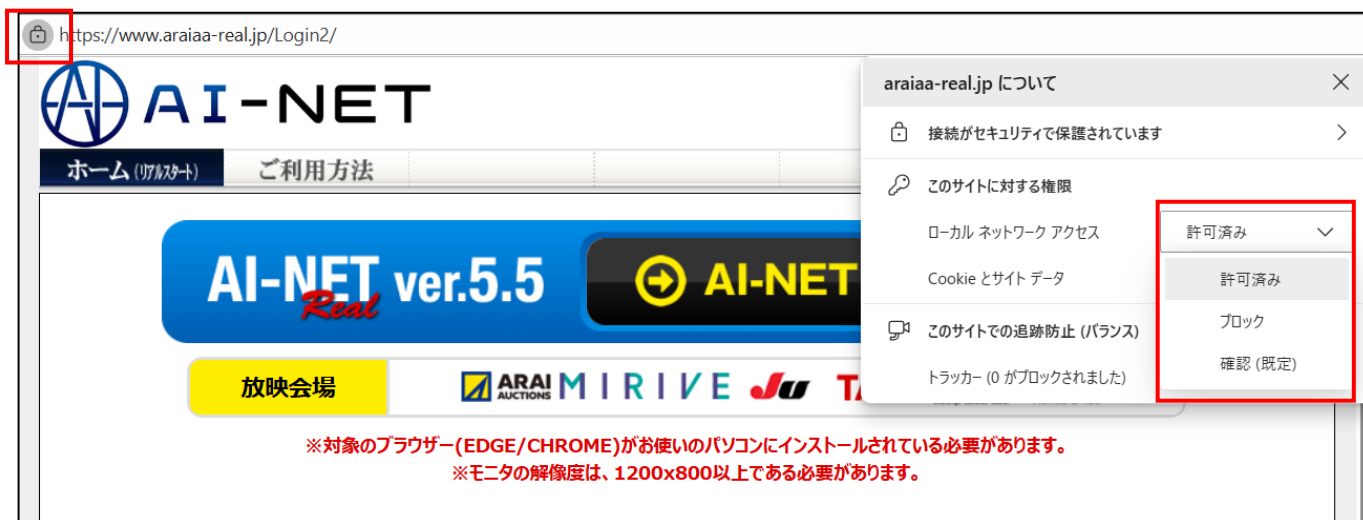 https://www.araiaa-real.jp/Login2/
AI-NET
ホーム (リアルスタート)
ご利用方法
AI-NET Real ver.5.5
AI-NET
放映会場
ARAI AUCTIONS
MIRIVE
JU
※対象のブラウザー(EDGE/CHROME)がお使いのパソコンにインストールされている必要があります。
※モニタの解像度は、1200x800以上である必要があります。
araiaa-real.jp について
接続がセキュリティで保護されています
このサイトに対する権限
ローカル ネットワーク アクセス
許可済み
許可済み
ブロック
確認 (既定)
Cookie とサイト データ
このサイトでの追跡防止 (バランス)
トラッカー (0 がブロックされました)